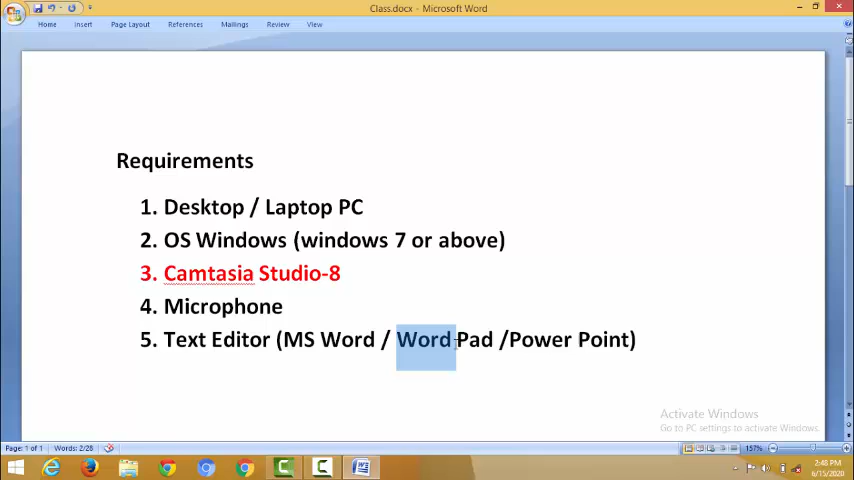 Class.docx - Microsoft Word
Home Insert Page Layout References Mailings Review View
Requirements
1. Desktop / Laptop PC
2. OS Windows (windows 7 or above)
3. Camtasia Studio-8
4. Microphone
5. Text Editor (MS Word / Word Pad /Power Point)
Activate Windows
Go to PC settings to activate Windows.
Page: 1 of 1 Words: 2/28 157%
2:48 PM
6/15/2020